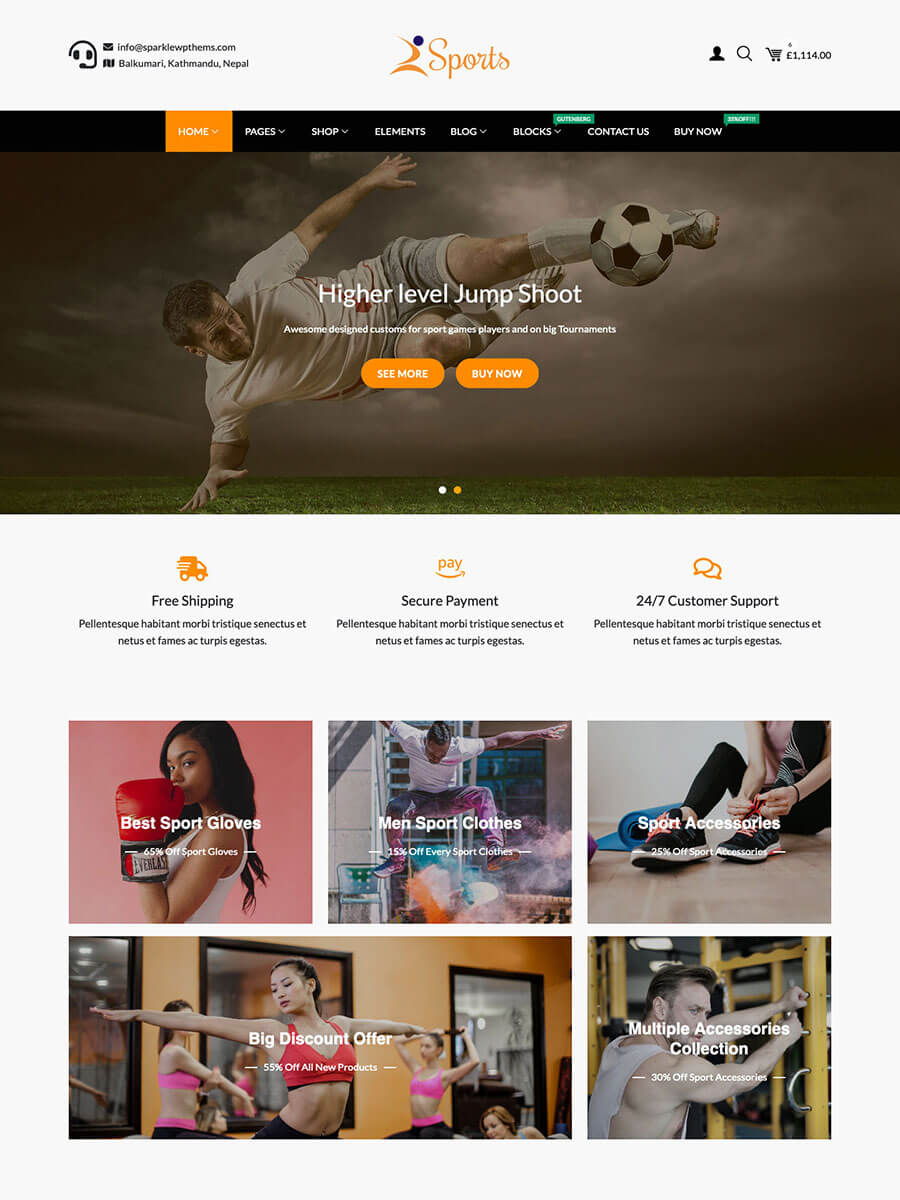 info@sparklewpthems.com
Balkumari, Kathmandu, Nepal
Sports
6
£1,114.00
HOME
PAGES
SHOP
ELEMENTS
BLOG
BLOCKS
GUTENBERG
CONTACT US
BUY NOW
Higher level Jump Shoot
Awesome designed customs for sport games players and on big Tournaments
SEE MORE
BUY NOW
pay
Free Shipping
Secure Payment
24/7 Customer Support
Pellentesque habitant morbi tristique senectus et
netus et fames ac turpis egestas.
Pellentesque habitant morbi tristique senectus et
netus et fames ac turpis egestas.
Pellentesque habitant morbi tristique senectus et
netus et fames ac turpis egestas.
Best Sport Gloves
65% Off Sport Gloves
EVERLAST
Men Sport Clothes
15% Off Every Sport Clothes
Sport Accessories
25% Off Sport Accessories
Big Discount Offer
55% Off All New Products
Multiple Accessories
Collection
30% Off Sport Accessories